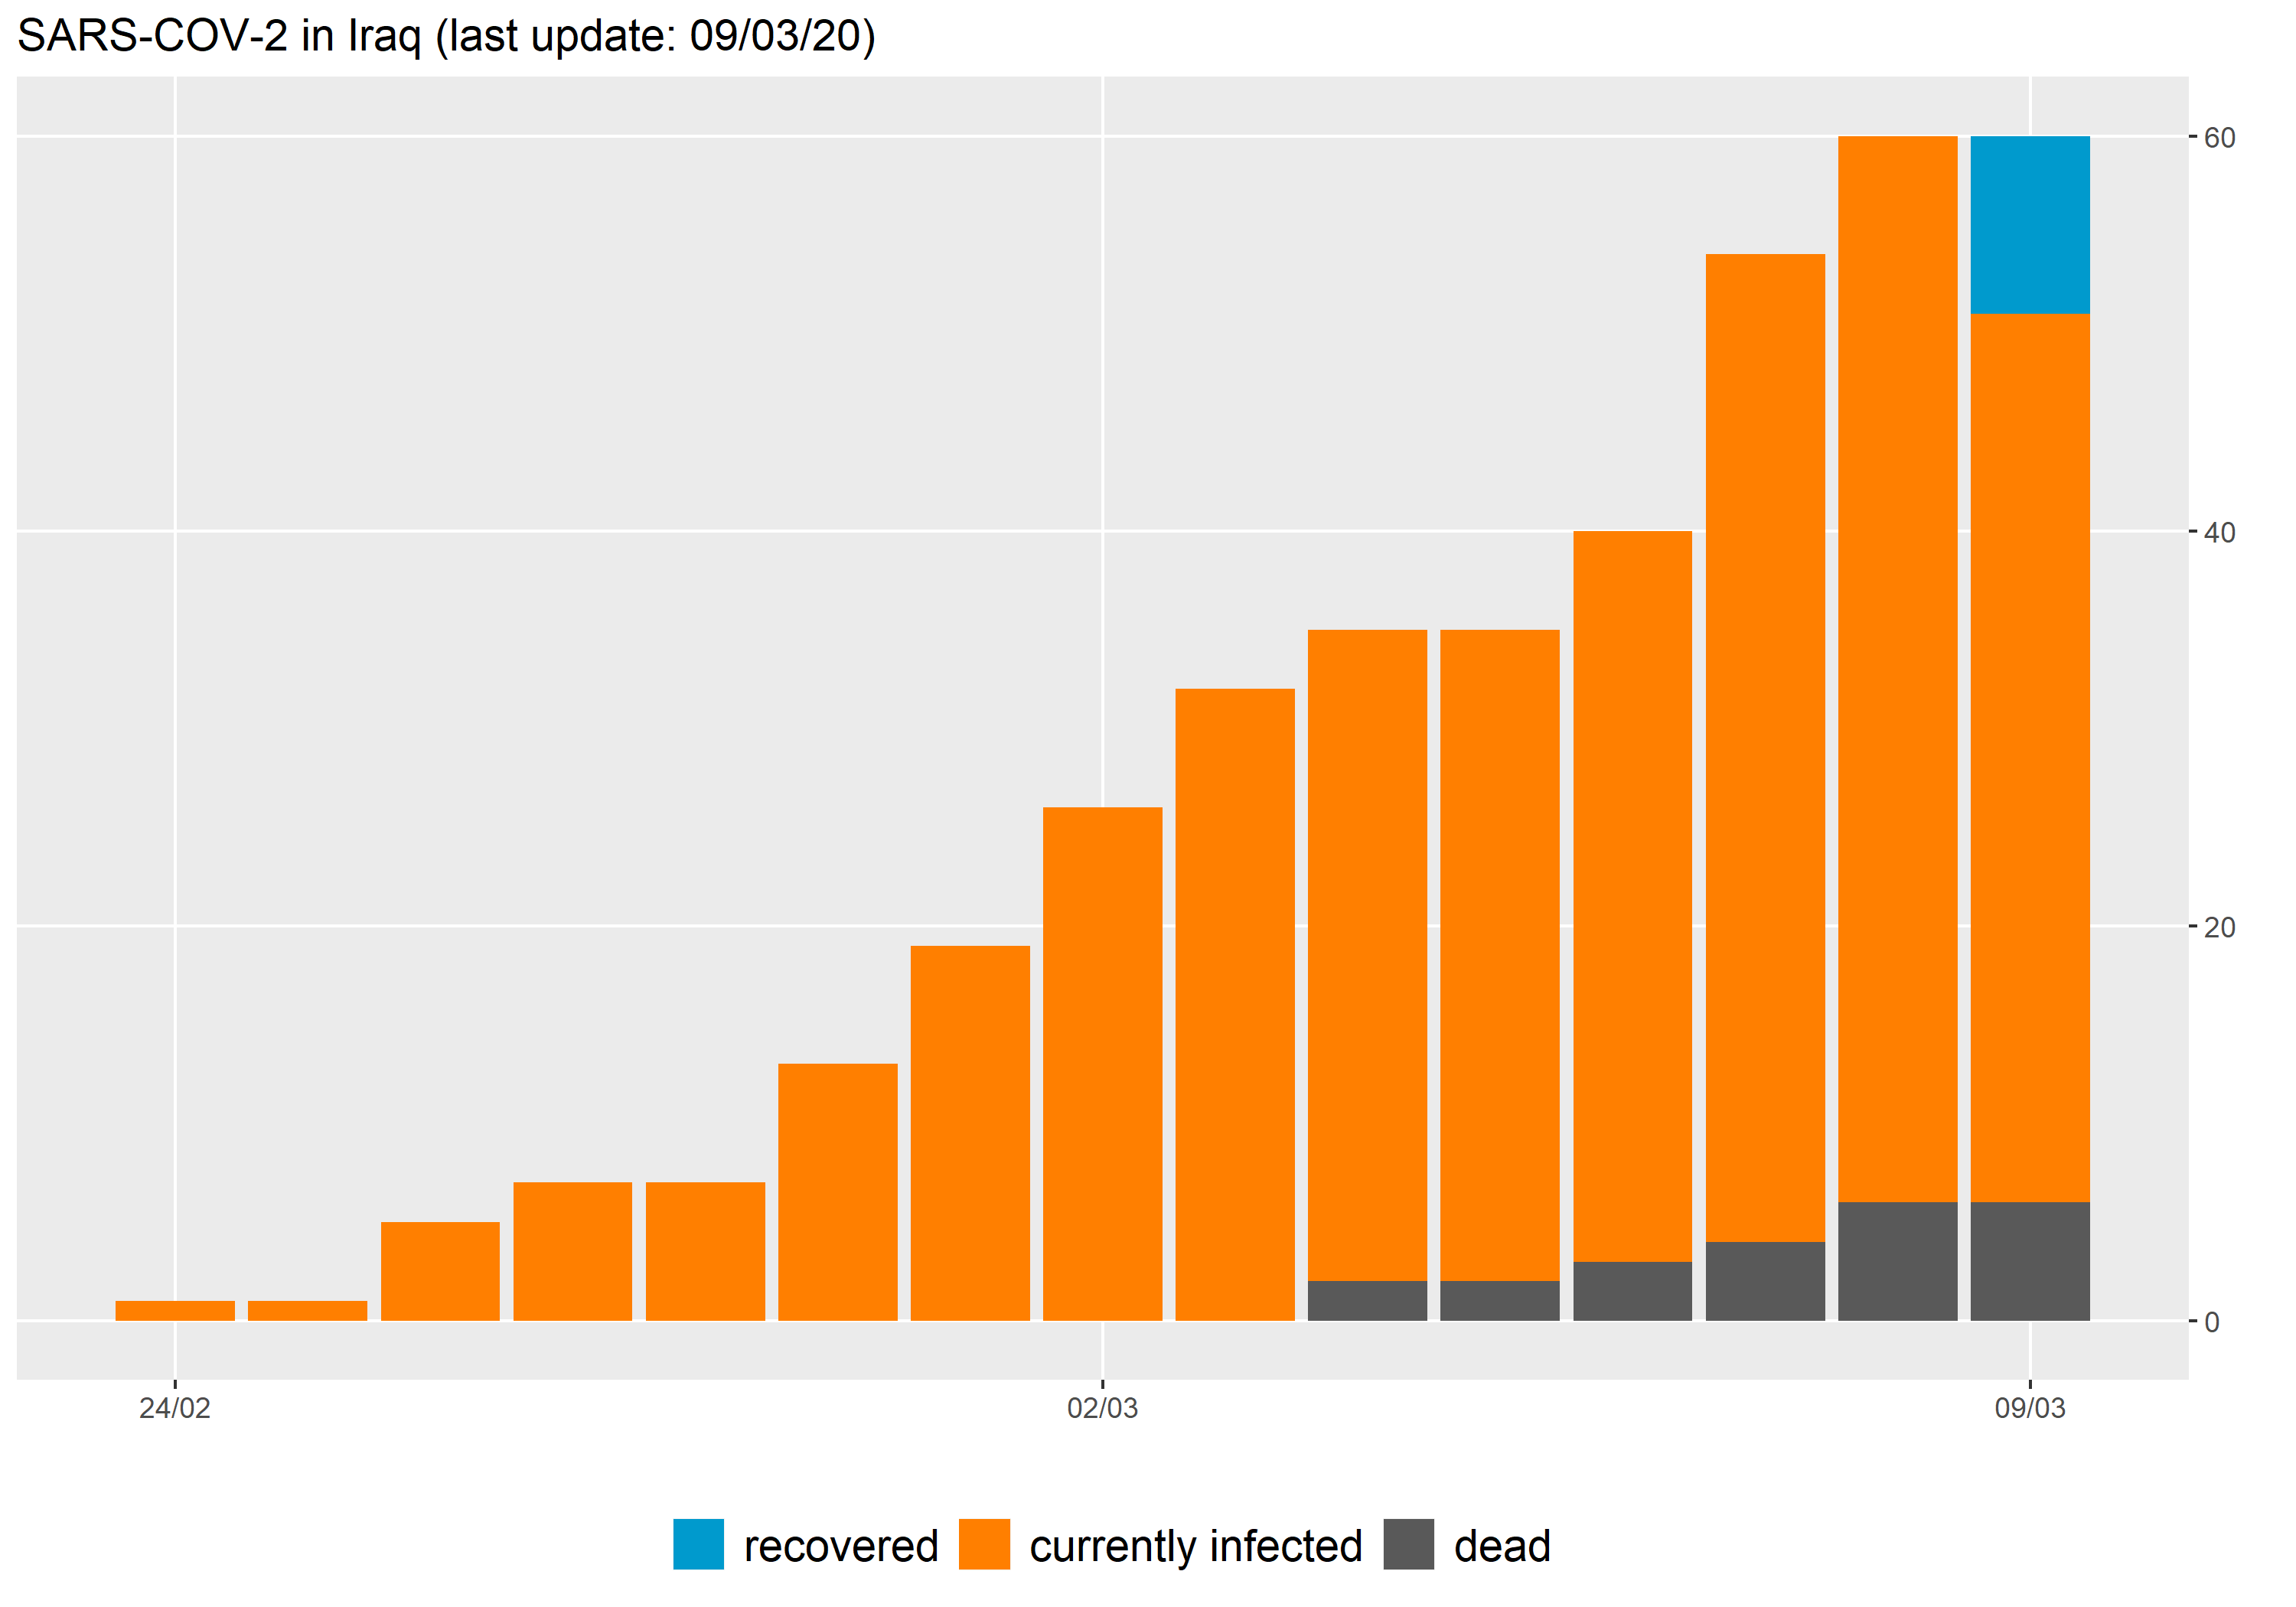 SARS-COV-2 in Iraq (last update: 09/03/20)
60
40
20
0
24/02 02/03 09/03
recovered currently infected dead